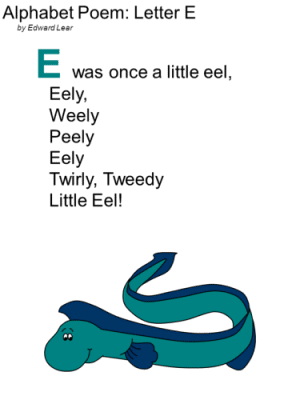 Alphabet Poem: Letter E
by Edward Lear
E was once a little eel,
Eely,
Weely
Peely
Eely
Twirly, Tweedy
Little Eel!